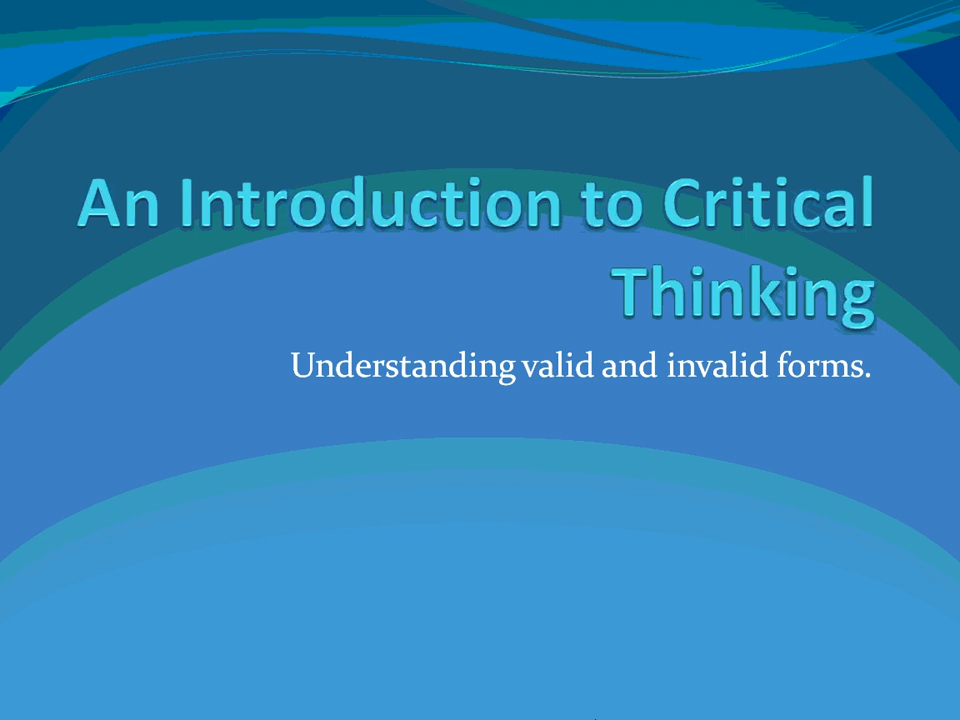 An Introduction to Critical
Thinking
Understanding valid and invalid forms.